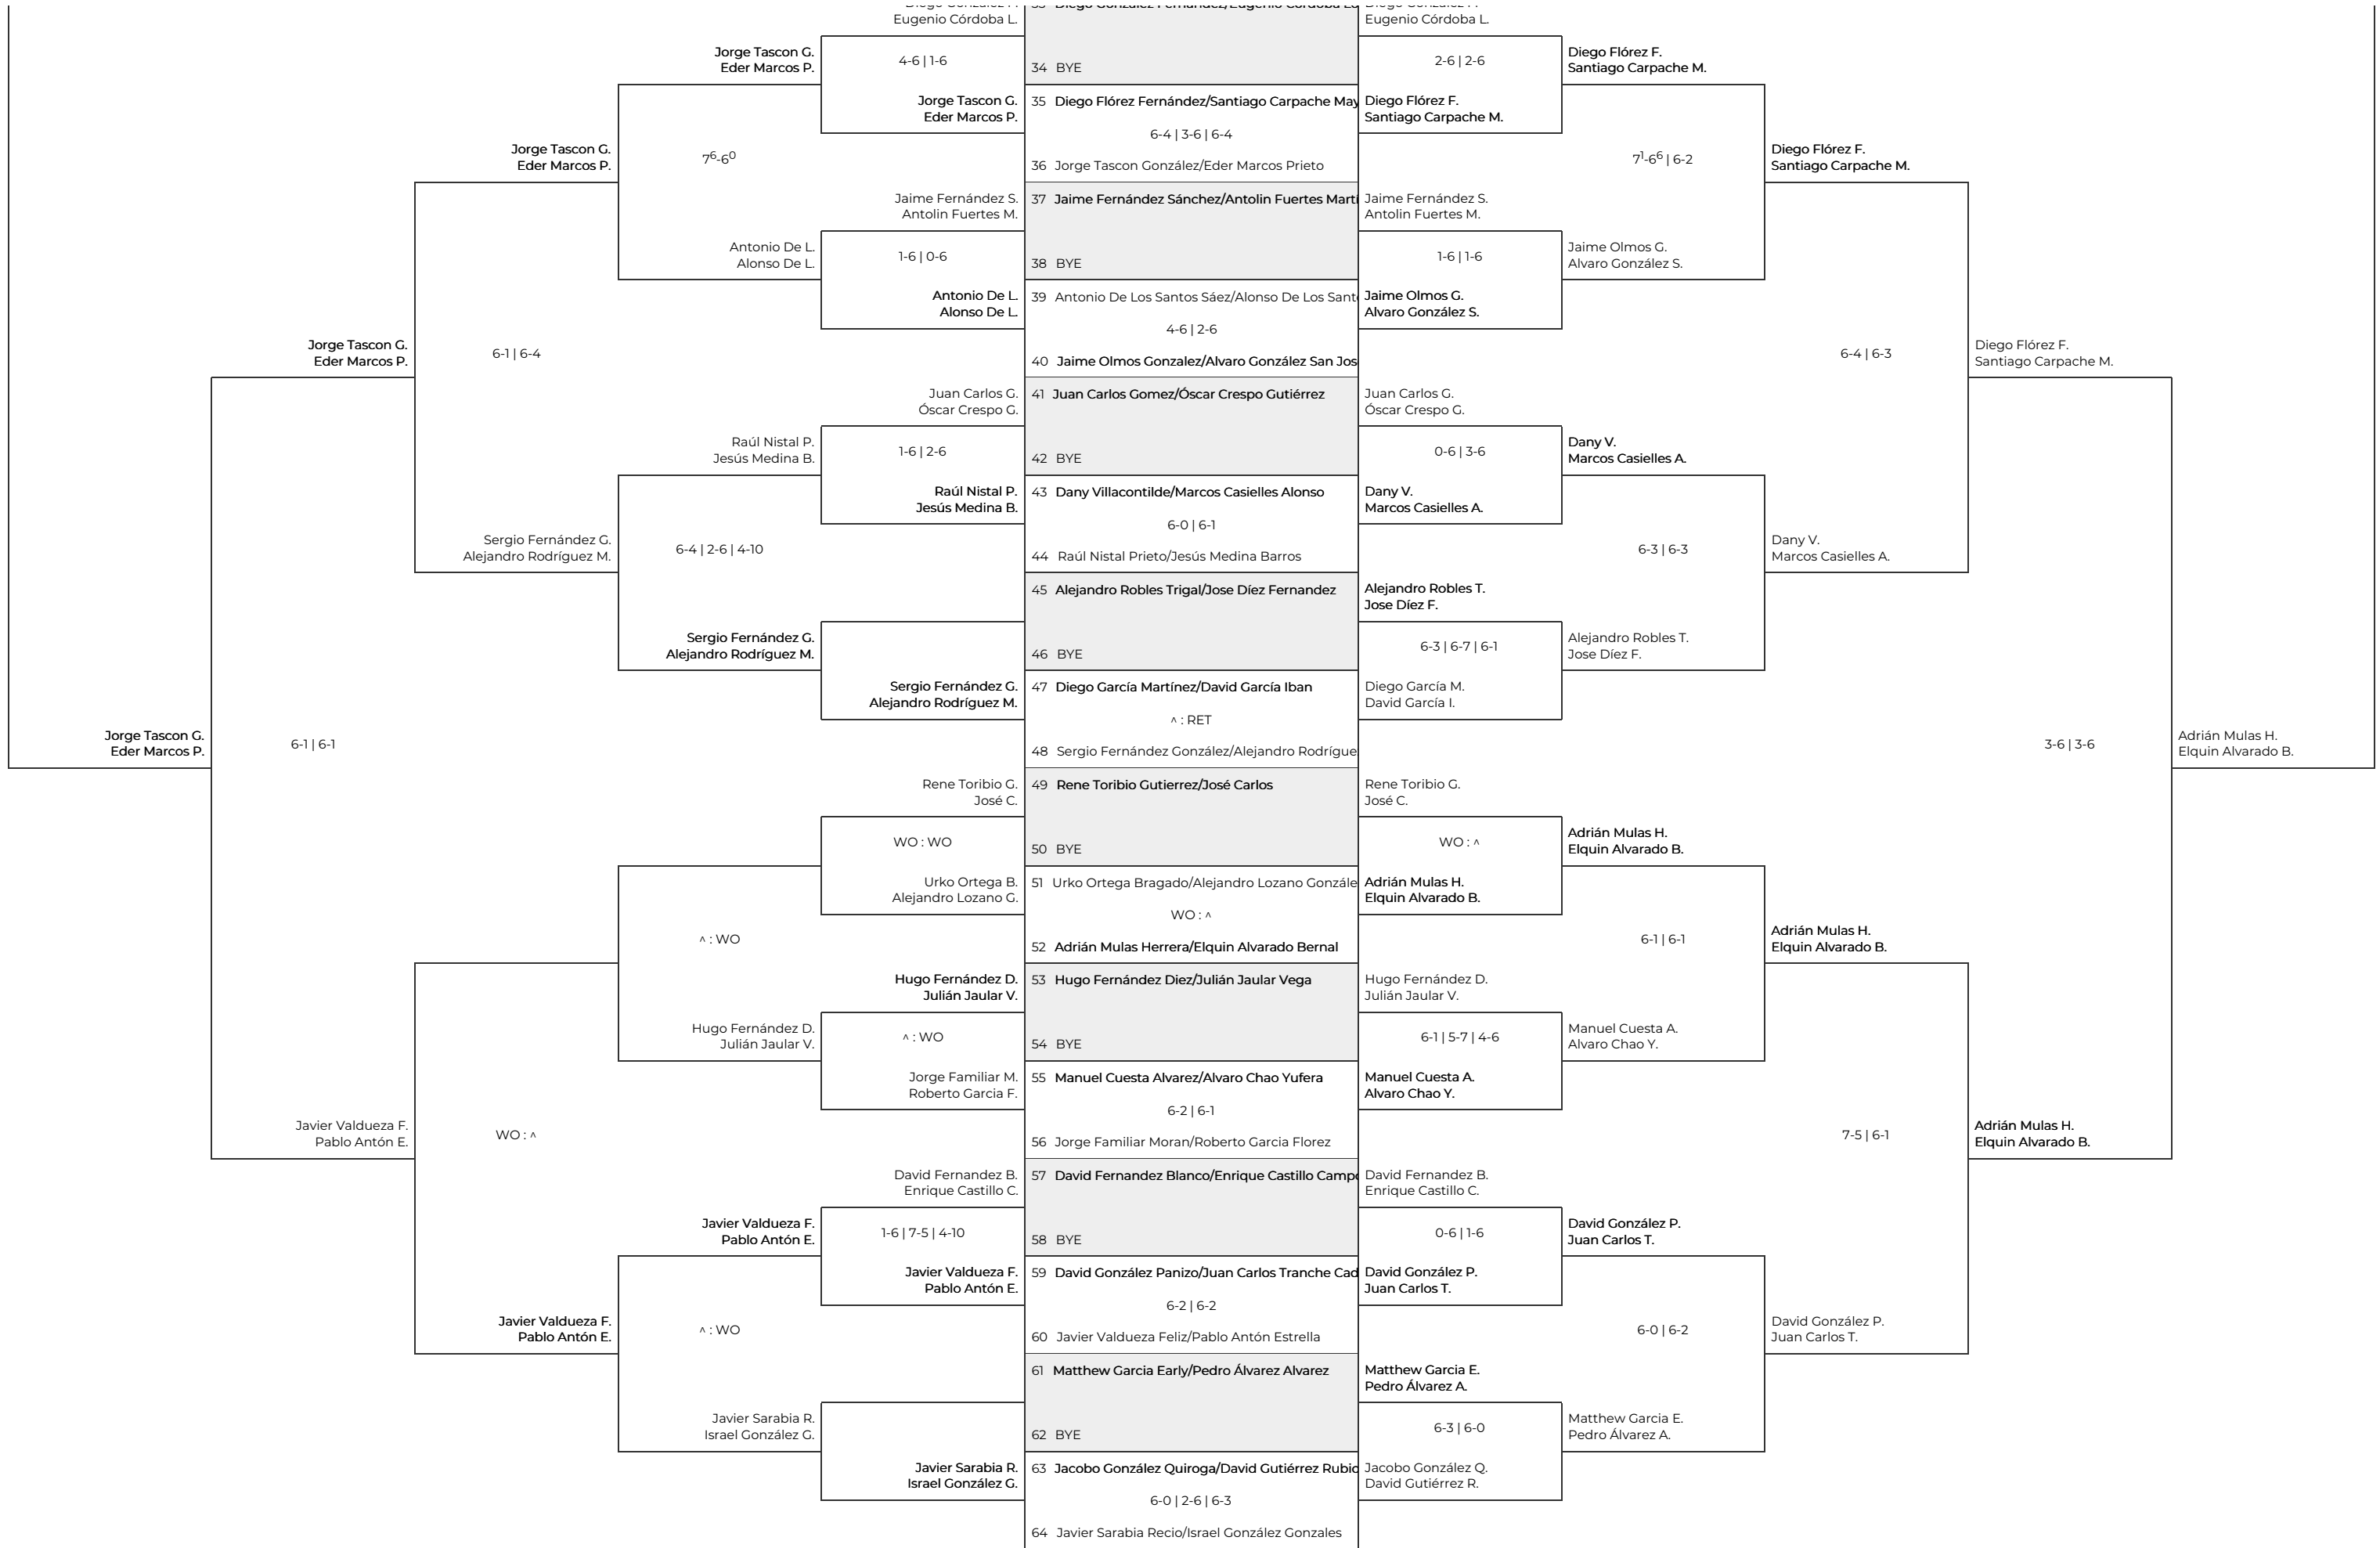 Eugenio Córdoba L.
Eugenio Córdoba L.
Jorge Tascon G.
Eder Marcos P.
4-6 | 1-6
34 BYE
2-6 | 2-6
Diego Flórez F.
Santiago Carpache M.
Jorge Tascon G.
Eder Marcos P.
35 Diego Flórez Fernández/Santiago Carpache May
Diego Flórez F.
Santiago Carpache M.
6-4 | 3-6 | 6-4
Jorge Tascon G.
Eder Marcos P.
7⁶-6⁰
36 Jorge Tascon González/Eder Marcos Prieto
7¹-6⁶ | 6-2
Diego Flórez F.
Santiago Carpache M.
Jaime Fernández S.
Antolin Fuertes M.
37 Jaime Fernández Sánchez/Antolin Fuertes Marti
Jaime Fernández S.
Antolin Fuertes M.
Antonio De L.
Alonso De L.
1-6 | 0-6
38 BYE
1-6 | 1-6
Jaime Olmos G.
Alvaro González S.
Antonio De L.
Alonso De L.
39 Antonio De Los Santos Sáez/Alonso De Los Sant
Jaime Olmos G.
Alvaro González S.
4-6 | 2-6
Jorge Tascon G.
Eder Marcos P.
6-1 | 6-4
40 Jaime Olmos Gonzalez/Alvaro González San Jos
6-4 | 6-3
Diego Flórez F.
Santiago Carpache M.
Juan Carlos G.
Óscar Crespo G.
41 Juan Carlos Gomez/Óscar Crespo Gutiérrez
Juan Carlos G.
Óscar Crespo G.
Raúl Nistal P.
Jesús Medina B.
1-6 | 2-6
42 BYE
0-6 | 3-6
Dany V.
Marcos Casielles A.
Raúl Nistal P.
Jesús Medina B.
43 Dany Villacontilde/Marcos Casielles Alonso
Dany V.
Marcos Casielles A.
6-0 | 6-1
Sergio Fernández G.
Alejandro Rodríguez M.
6-4 | 2-6 | 4-10
44 Raúl Nistal Prieto/Jesús Medina Barros
6-3 | 6-3
Dany V.
Marcos Casielles A.
45 Alejandro Robles Trigal/Jose Díez Fernandez
Alejandro Robles T.
Jose Díez F.
Sergio Fernández G.
Alejandro Rodríguez M.
46 BYE
6-3 | 6-7 | 6-1
Alejandro Robles T.
Jose Díez F.
Sergio Fernández G.
Alejandro Rodríguez M.
47 Diego García Martínez/David García Iban
Diego García M.
David García I.
^ : RET
Jorge Tascon G.
Eder Marcos P.
6-1 | 6-1
48 Sergio Fernández González/Alejandro Rodrígue
3-6 | 3-6
Adrián Mulas H.
Elquin Alvarado B.
Rene Toribio G.
José C.
49 Rene Toribio Gutierrez/José Carlos
Rene Toribio G.
José C.
WO : WO
50 BYE
WO : ^
Adrián Mulas H.
Elquin Alvarado B.
Urko Ortega B.
Alejandro Lozano G.
51 Urko Ortega Bragado/Alejandro Lozano Gonzále
Adrián Mulas H.
Elquin Alvarado B.
WO : ^
^ : WO
52 Adrián Mulas Herrera/Elquin Alvarado Bernal
6-1 | 6-1
Adrián Mulas H.
Elquin Alvarado B.
Hugo Fernández D.
Julián Jaular V.
53 Hugo Fernández Diez/Julián Jaular Vega
Hugo Fernández D.
Julián Jaular V.
Hugo Fernández D.
Julián Jaular V.
^ : WO
54 BYE
6-1 | 5-7 | 4-6
Manuel Cuesta A.
Alvaro Chao Y.
Jorge Familiar M.
Roberto Garcia F.
55 Manuel Cuesta Alvarez/Alvaro Chao Yufera
Manuel Cuesta A.
Alvaro Chao Y.
6-2 | 6-1
Javier Valdueza F.
Pablo Antón E.
WO : ^
56 Jorge Familiar Moran/Roberto Garcia Florez
7-5 | 6-1
Adrián Mulas H.
Elquin Alvarado B.
David Fernandez B.
Enrique Castillo C.
57 David Fernandez Blanco/Enrique Castillo Camp
David Fernandez B.
Enrique Castillo C.
Javier Valdueza F.
Pablo Antón E.
1-6 | 7-5 | 4-10
58 BYE
0-6 | 1-6
David González P.
Juan Carlos T.
Javier Valdueza F.
Pablo Antón E.
59 David González Panizo/Juan Carlos Tranche Cad
David González P.
Juan Carlos T.
6-2 | 6-2
Javier Valdueza F.
Pablo Antón E.
^ : WO
60 Javier Valdueza Feliz/Pablo Antón Estrella
6-0 | 6-2
David González P.
Juan Carlos T.
61 Matthew Garcia Early/Pedro Álvarez Alvarez
Matthew Garcia E.
Pedro Álvarez A.
Javier Sarabia R.
Israel González G.
62 BYE
6-3 | 6-0
Matthew Garcia E.
Pedro Álvarez A.
Javier Sarabia R.
Israel González G.
63 Jacobo González Quiroga/David Gutiérrez Rubio
Jacobo González Q.
David Gutiérrez R.
6-0 | 2-6 | 6-3
64 Javier Sarabia Recio/Israel González Gonzales